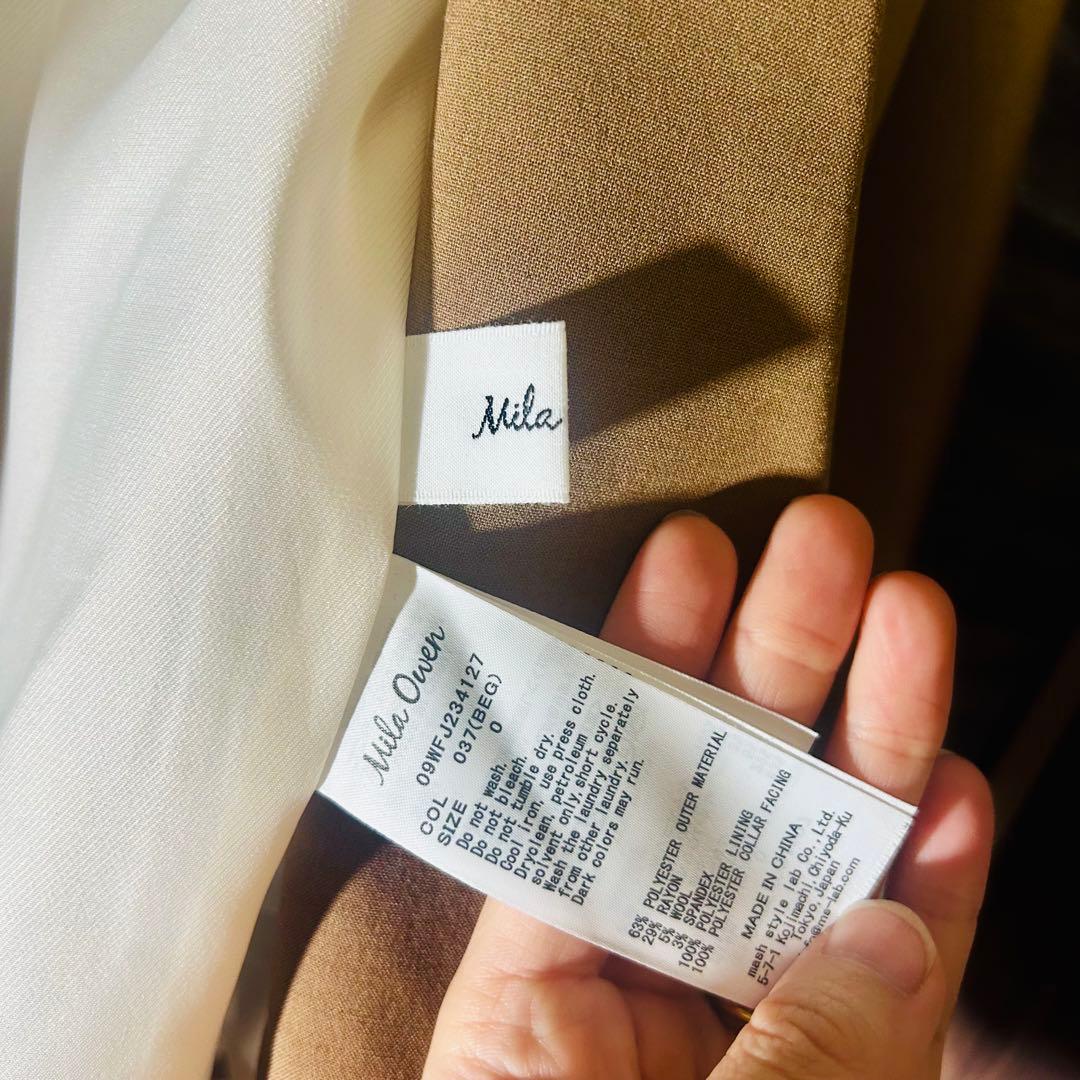 Mila
Mila Owen
09WFJ234127
COL 037(BEG)
SIZE 0
Do not wash.
Do not bleach.
Do not tumble dry.
Cool iron, use press cloth.
Dryclean, petroleum
solvent only, short cycle.
Wash the laundry separately
from other laundry.
Dark colors may run.
63% POLYESTER OUTER MATERIAL
29% RAYON
5% WOOL
3% SPANDEX
100% POLYESTER LINING
100% POLYESTER COLLAR FACING
MADE IN CHINA
mash style lab Co., Ltd.
5-7-1 Kojimachi Chiyoda-Ku
Tokyo, Japan
@ms-lab.com